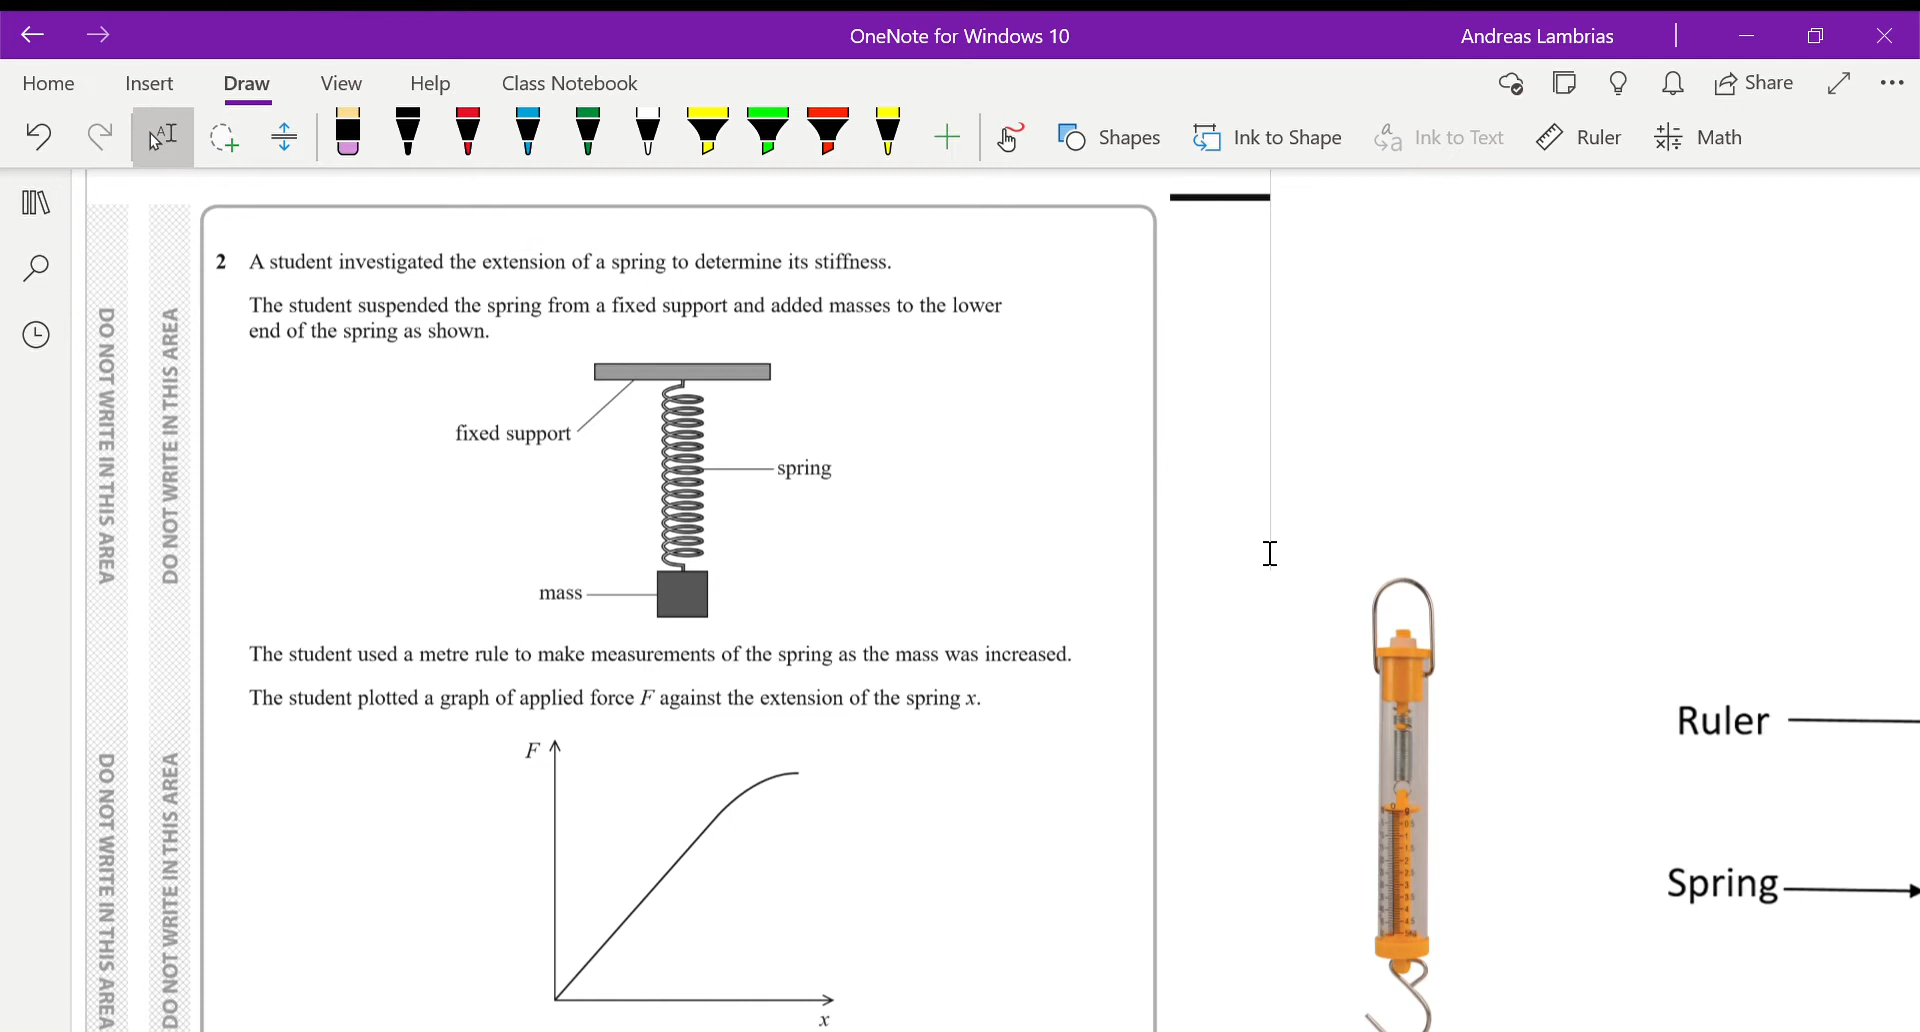 OneNote for Windows 10
Andreas Lambrias
Home Insert Draw View Help Class Notebook
Share
Shapes Ink to Shape Ink to Text Ruler Math
DO NOT WRITE IN THIS AREA
DO NOT WRITE IN THIS AREA
2 A student investigated the extension of a spring to determine its stiffness.
The student suspended the spring from a fixed support and added masses to the lower
end of the spring as shown.
fixed support
spring
mass
The student used a metre rule to make measurements of the spring as the mass was increased.
The student plotted a graph of applied force F against the extension of the spring x.
F
x
DO NOT WRITE IN THIS AREA
DO NOT WRITE IN THIS AREA
Ruler
Spring